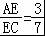 AE/EC = 3/7